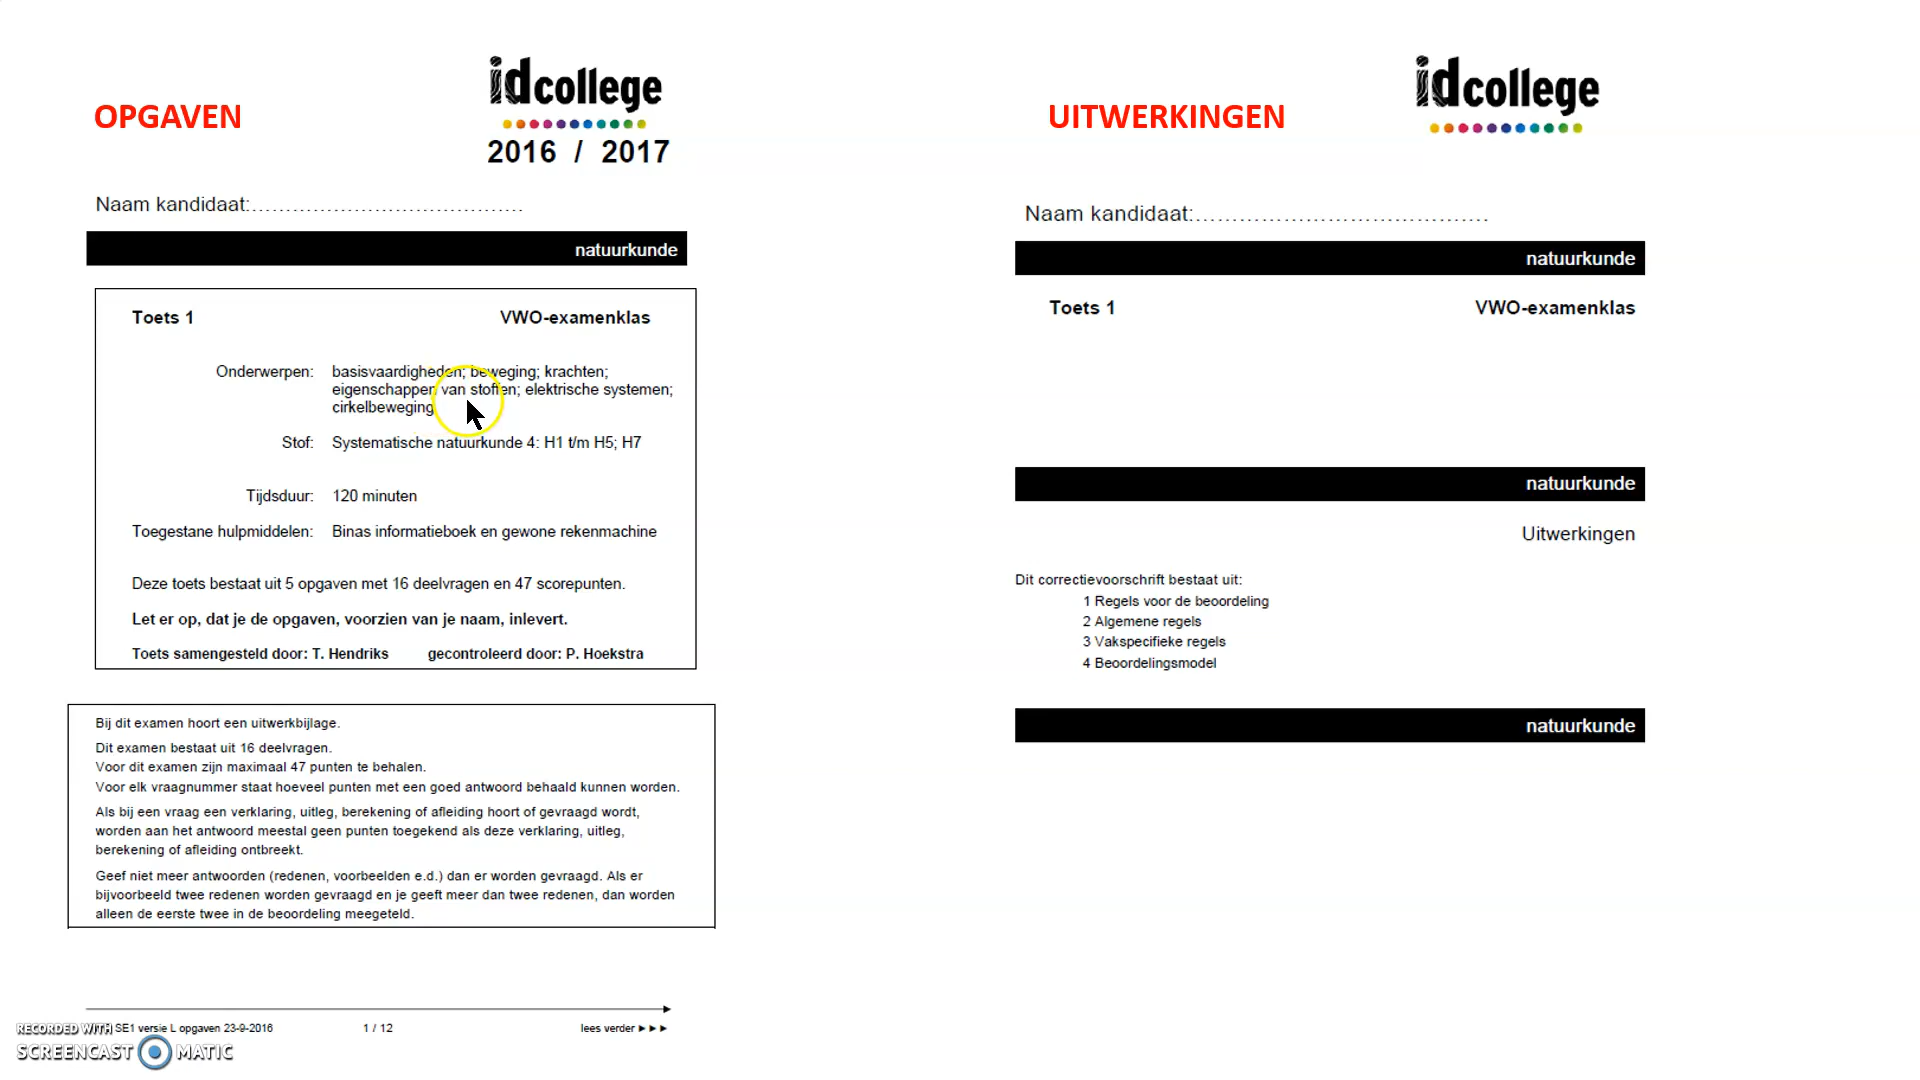 OPGAVEN
idcollege
2016 / 2017
Naam kandidaat:………………………………….
natuurkunde
Toets 1 VWO-examenklas
Onderwerpen: basisvaardigheden; beweging; krachten;
eigenschappen van stoffen; elektrische systemen;
cirkelbeweging
Stof: Systematische natuurkunde 4: H1 t/m H5; H7
Tijdsduur: 120 minuten
Toegestane hulpmiddelen: Binas informatieboek en gewone rekenmachine
Deze toets bestaat uit 5 opgaven met 16 deelvragen en 47 scorepunten.
Let er op, dat je de opgaven, voorzien van je naam, inlevert.
Toets samengesteld door: T. Hendriks gecontroleerd door: P. Hoekstra
Bij dit examen hoort een uitwerkbijlage.
Dit examen bestaat uit 16 deelvragen.
Voor dit examen zijn maximaal 47 punten te behalen.
Voor elk vraagnummer staat hoeveel punten met een goed antwoord behaald kunnen worden.
Als bij een vraag een verklaring, uitleg, berekening of afleiding hoort of gevraagd wordt,
worden aan het antwoord meestal geen punten toegekend als deze verklaring, uitleg,
berekening of afleiding ontbreekt.
Geef niet meer antwoorden (redenen, voorbeelden e.d.) dan er worden gevraagd. Als er
bijvoorbeeld twee redenen worden gevraagd en je geeft meer dan twee redenen, dan worden
alleen de eerste twee in de beoordeling meegeteld.
SE1 versie L opgaven 23-9-2016 1 / 12 lees verder ►►►
RECORDED WITH
SCREENCAST MATIC
UITWERKINGEN
idcollege
Naam kandidaat:………………………………….
natuurkunde
Toets 1 VWO-examenklas
natuurkunde
Uitwerkingen
Dit correctievoorschrift bestaat uit:
1 Regels voor de beoordeling
2 Algemene regels
3 Vakspecifieke regels
4 Beoordelingsmodel
natuurkunde